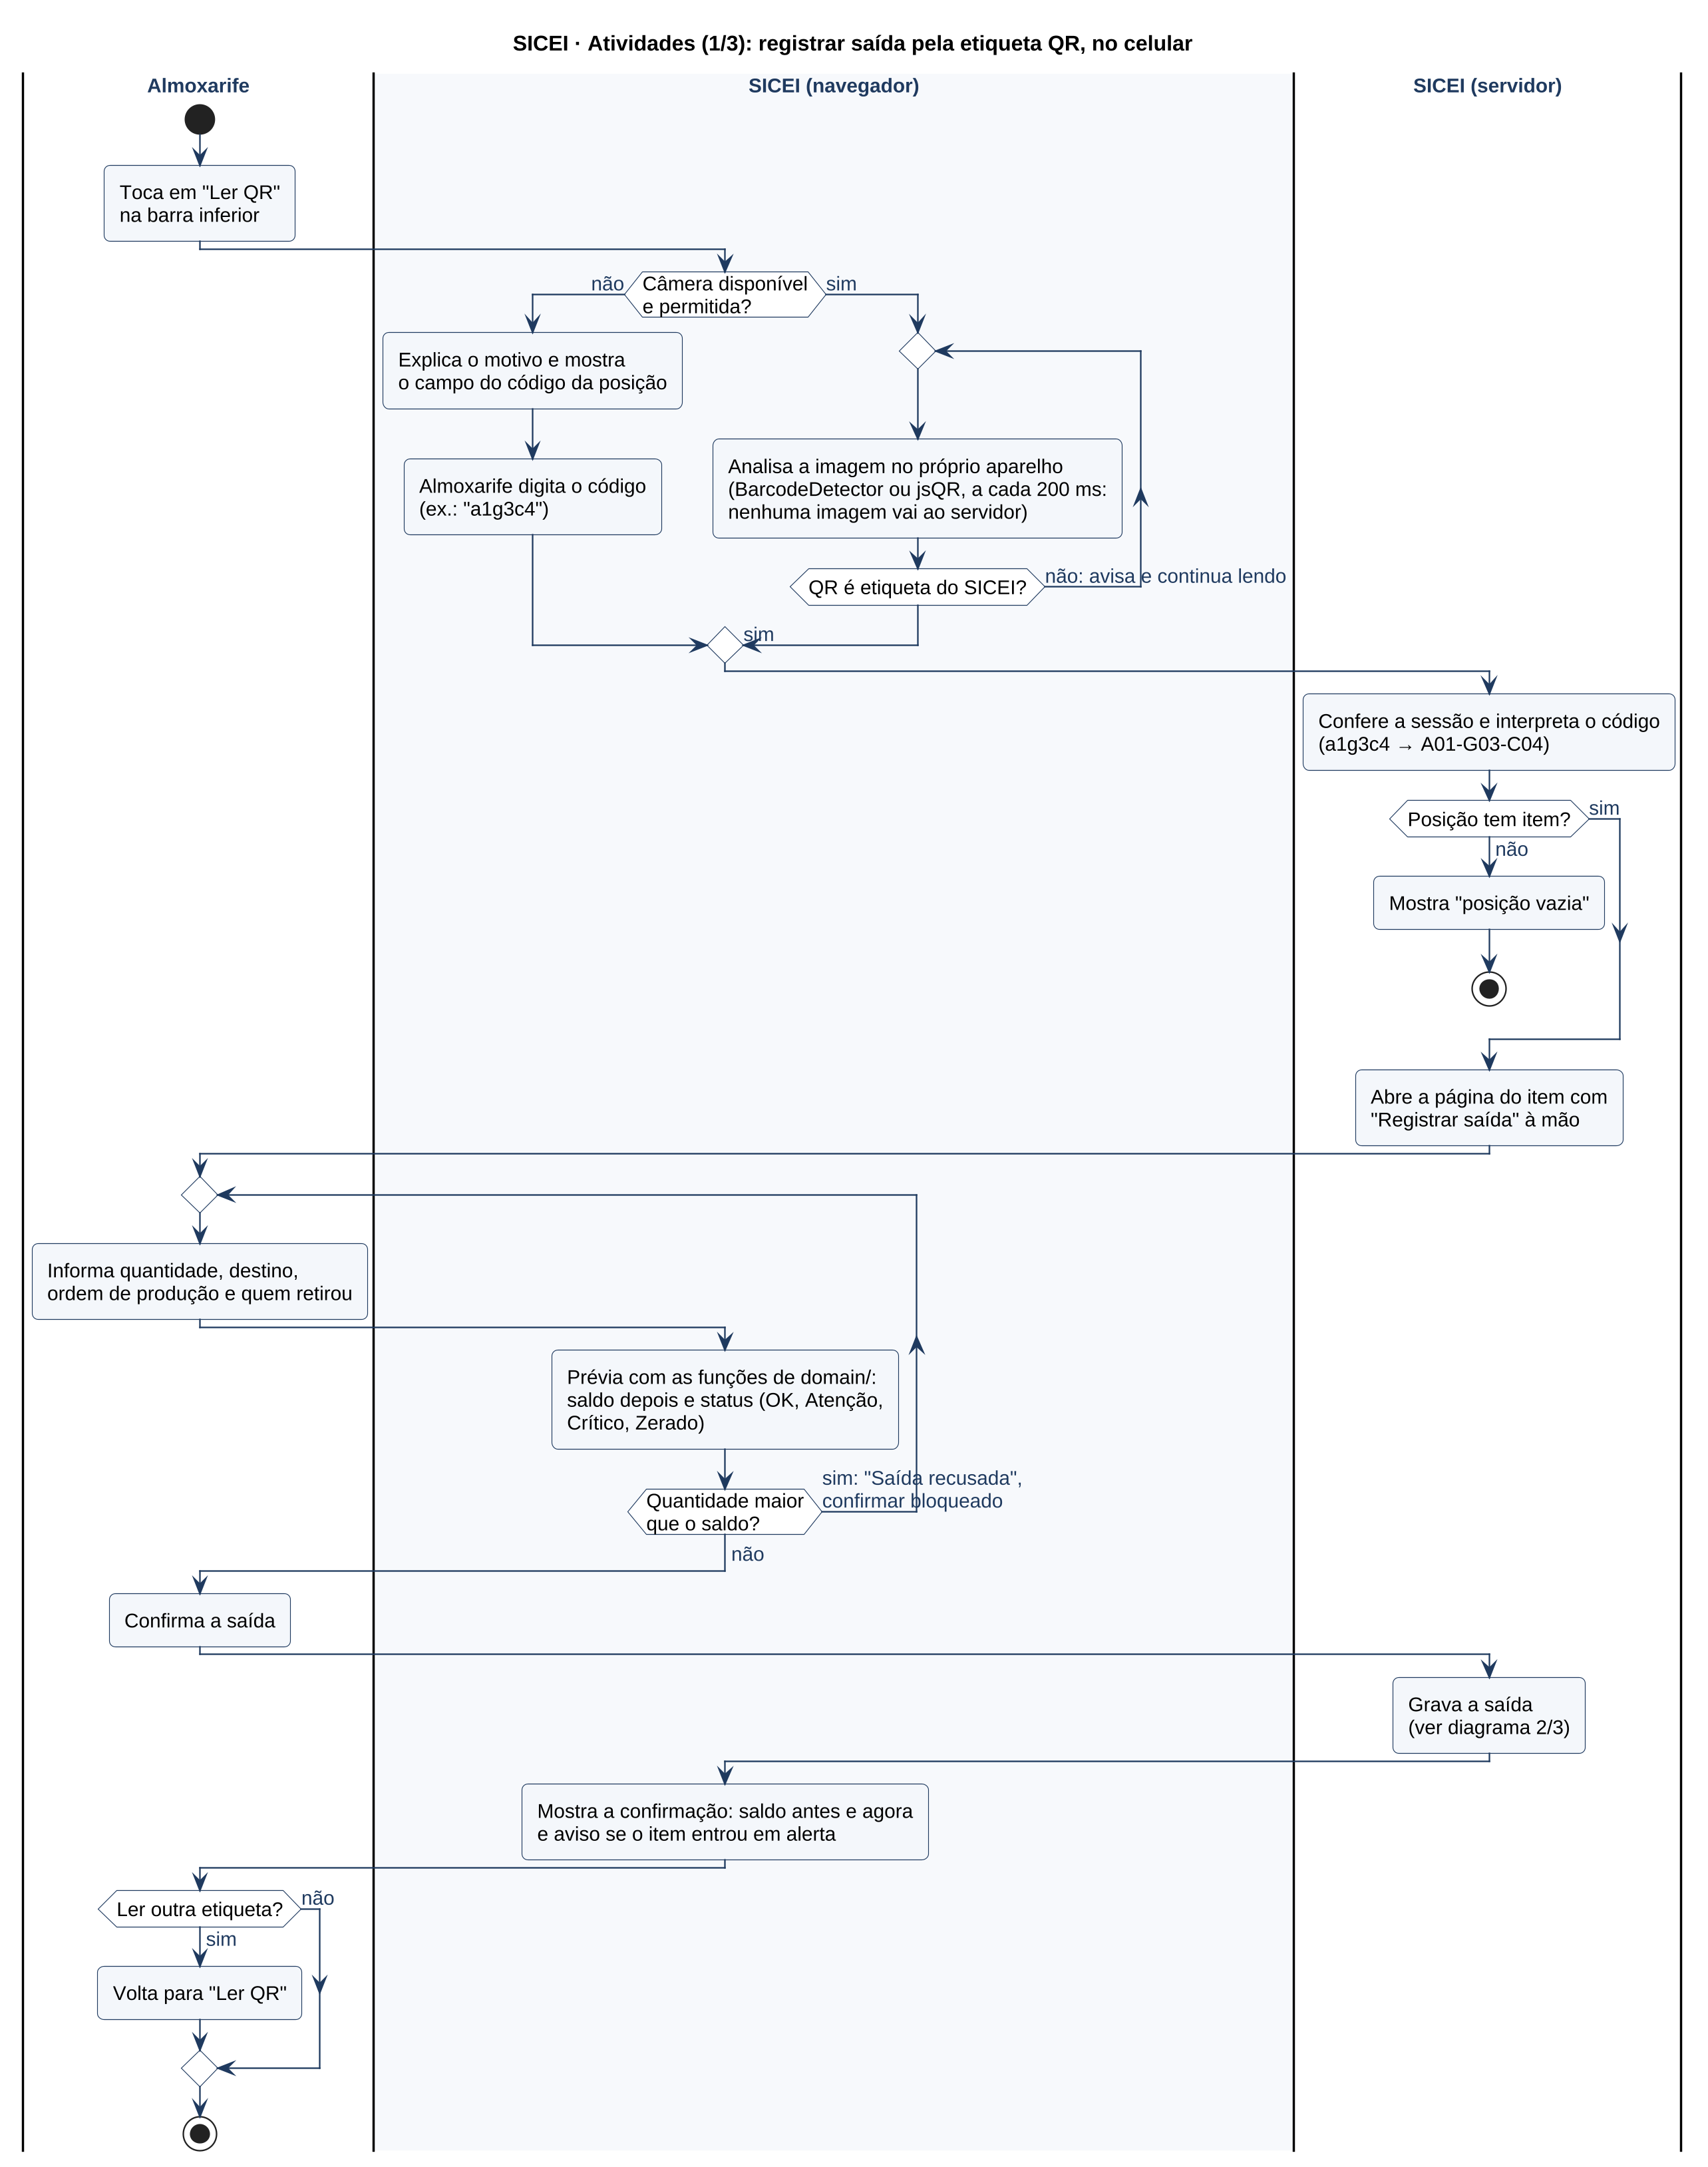 SICEI · Atividades (1/3): registrar saída pela etiqueta QR, no celular
Almoxarife
SICEI (navegador)
SICEI (servidor)
Toca em "Ler QR"
na barra inferior
Câmera disponível
e permitida?
não
sim
Explica o motivo e mostra
o campo do código da posição
Almoxarife digita o código
(ex.: "a1g3c4")
Analisa a imagem no próprio aparelho
(BarcodeDetector ou jsQR, a cada 200 ms:
nenhuma imagem vai ao servidor)
QR é etiqueta do SICEI?
não: avisa e continua lendo
sim
Confere a sessão e interpreta o código
(a1g3c4 → A01-G03-C04)
Posição tem item?
sim
não
Mostra "posição vazia"
Abre a página do item com
"Registrar saída" à mão
Informa quantidade, destino,
ordem de produção e quem retirou
Prévia com as funções de domain/:
saldo depois e status (OK, Atenção,
Crítico, Zerado)
Quantidade maior
que o saldo?
sim: "Saída recusada",
confirmar bloqueado
não
Confirma a saída
Grava a saída
(ver diagrama 2/3)
Mostra a confirmação: saldo antes e agora
e aviso se o item entrou em alerta
Ler outra etiqueta?
não
sim
Volta para "Ler QR"